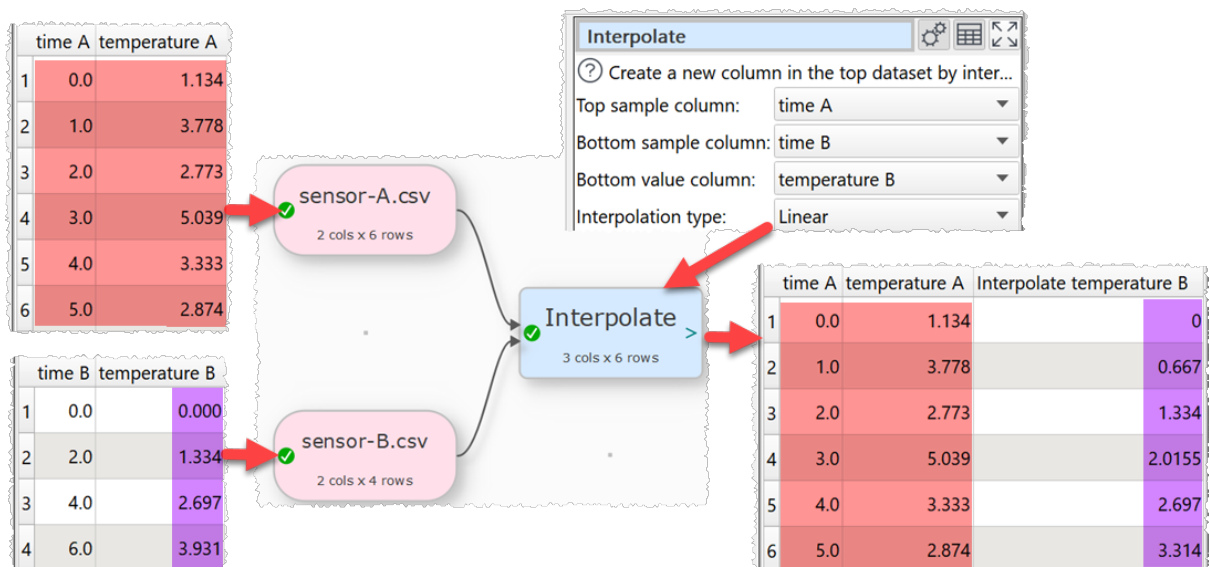 time A temperature A
1 0.0 1.134
2 1.0 3.778
3 2.0 2.773
4 3.0 5.039
5 4.0 3.333
6 5.0 2.874
time B temperature B
1 0.0 0.000
2 2.0 1.334
3 4.0 2.697
4 6.0 3.931
sensor-A.csv
2 cols x 6 rows
sensor-B.csv
2 cols x 4 rows
Interpolate
? Create a new column in the top dataset by inter...
Top sample column: time A
Bottom sample column: time B
Bottom value column: temperature B
Interpolation type: Linear
Interpolate >
3 cols x 6 rows
time A temperature A Interpolate temperature B
1 0.0 1.134 0
2 1.0 3.778 0.667
3 2.0 2.773 1.334
4 3.0 5.039 2.0155
5 4.0 3.333 2.697
6 5.0 2.874 3.314